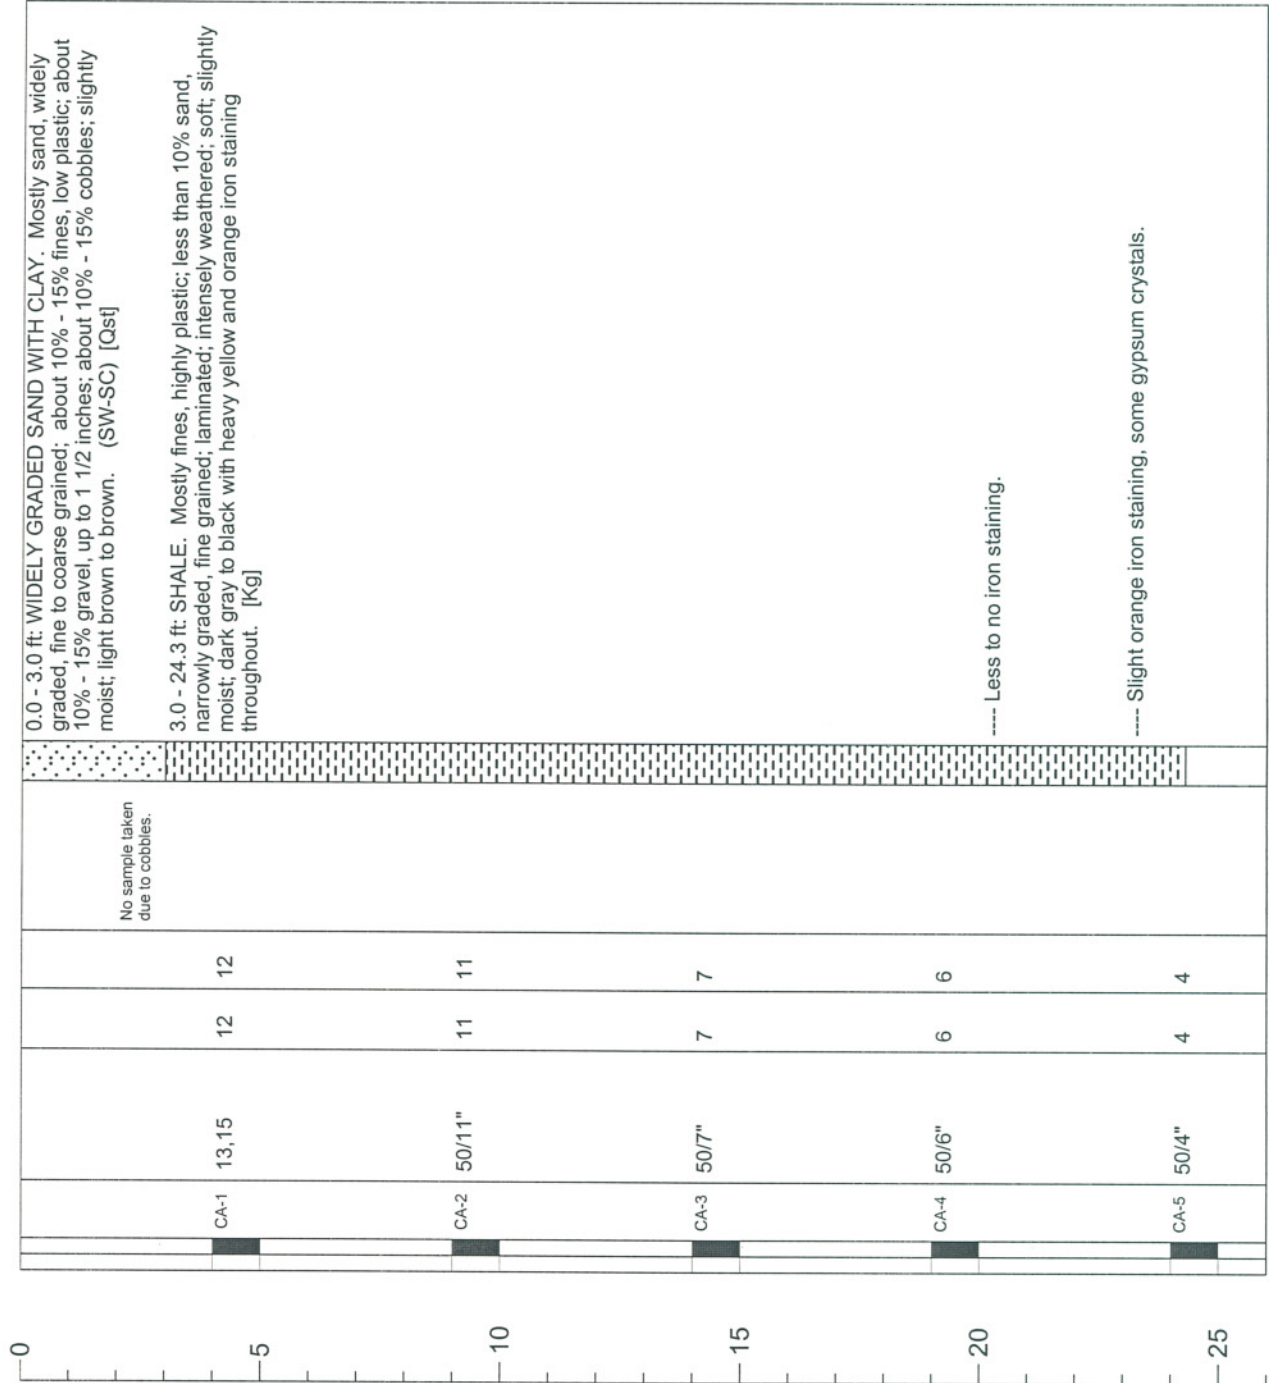 0
5
10
15
20
25
CA-1
13,15
12
12
CA-2
50/11"
11
11
CA-3
50/7"
7
7
CA-4
50/6"
6
6
CA-5
50/4"
4
4
No sample taken
due to cobbles.
0.0 - 3.0 ft: WIDELY GRADED SAND WITH CLAY. Mostly sand, widely
graded, fine to coarse grained; about 10% - 15% fines, low plastic; about
10% - 15% gravel, up to 1 1/2 inches; about 10% - 15% cobbles; slightly
moist; light brown to brown. (SW-SC) [Qst]
3.0 - 24.3 ft: SHALE. Mostly fines, highly plastic; less than 10% sand,
narrowly graded, fine grained; laminated; intensely weathered; soft; slightly
moist; dark gray to black with heavy yellow and orange iron staining
throughout. [Kg]
---- Less to no iron staining.
---- Slight orange iron staining, some gypsum crystals.